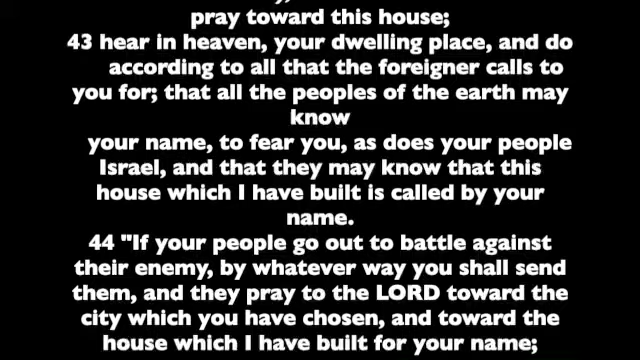 pray toward this house;
43 hear in heaven, your dwelling place, and do
according to all that the foreigner calls to
you for; that all the peoples of the earth may
know
your name, to fear you, as does your people
Israel, and that they may know that this
house which I have built is called by your
name.
44 "If your people go out to battle against
their enemy, by whatever way you shall send
them, and they pray to the LORD toward the
city which you have chosen, and toward the
house which I have built for your name;